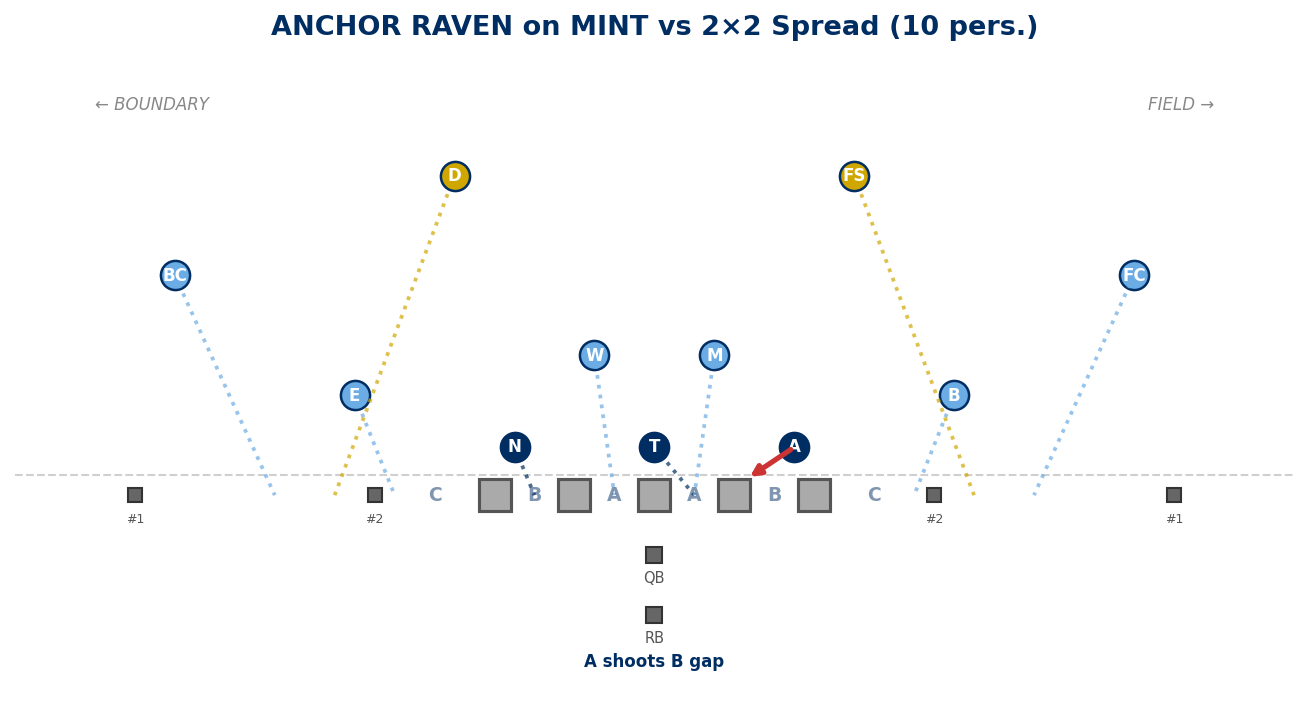 ANCHOR RAVEN on MINT vs 2×2 Spread (10 pers.)
← BOUNDARY
FIELD →
D
FS
BC
FC
W
M
E
B
N
T
A
C
B
A
A
B
C
#1
#2
#2
#1
QB
RB
A shoots B gap